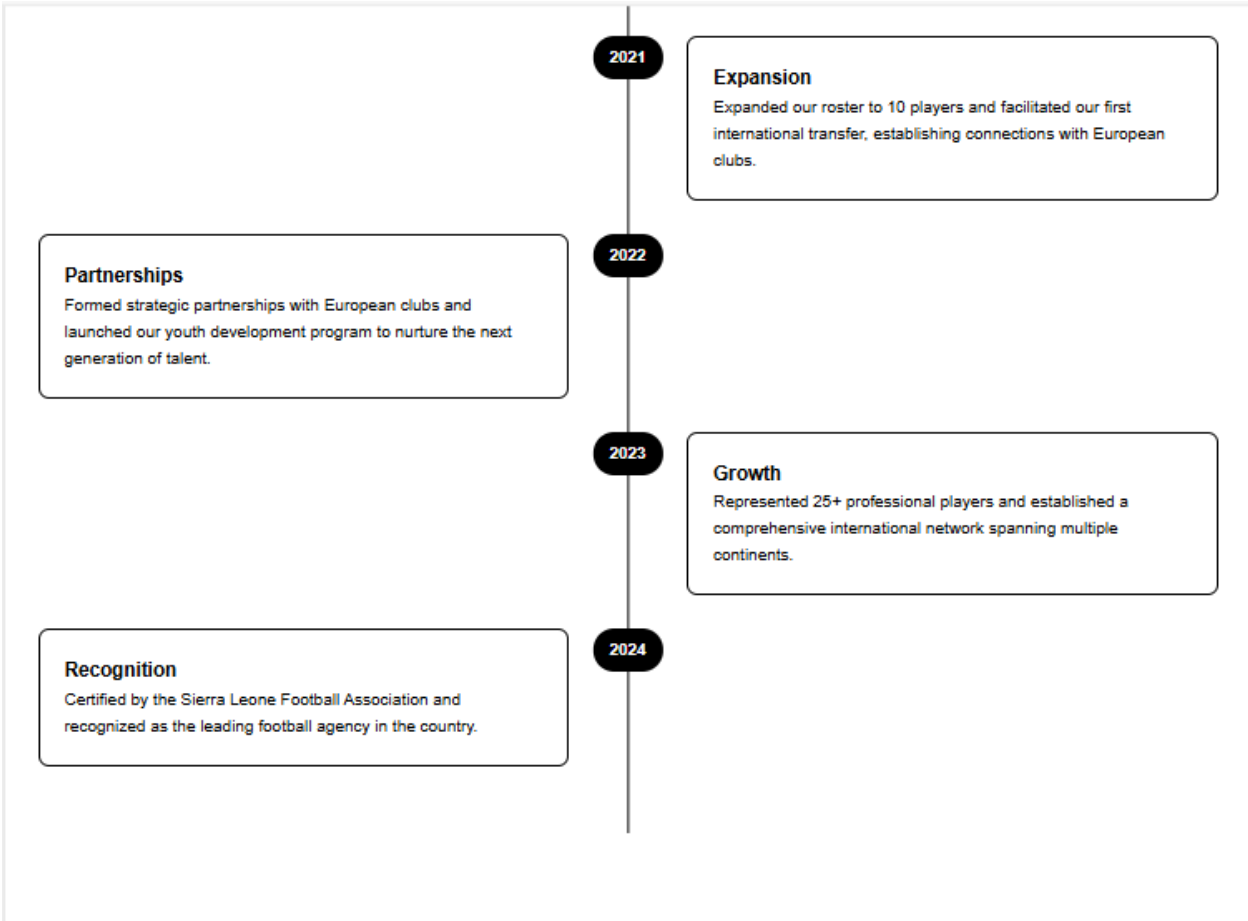 2021
Expansion
Expanded our roster to 10 players and facilitated our first
international transfer, establishing connections with European
clubs.
2022
Partnerships
Formed strategic partnerships with European clubs and
launched our youth development program to nurture the next
generation of talent.
2023
Growth
Represented 25+ professional players and established a
comprehensive international network spanning multiple
continents.
2024
Recognition
Certified by the Sierra Leone Football Association and
recognized as the leading football agency in the country.